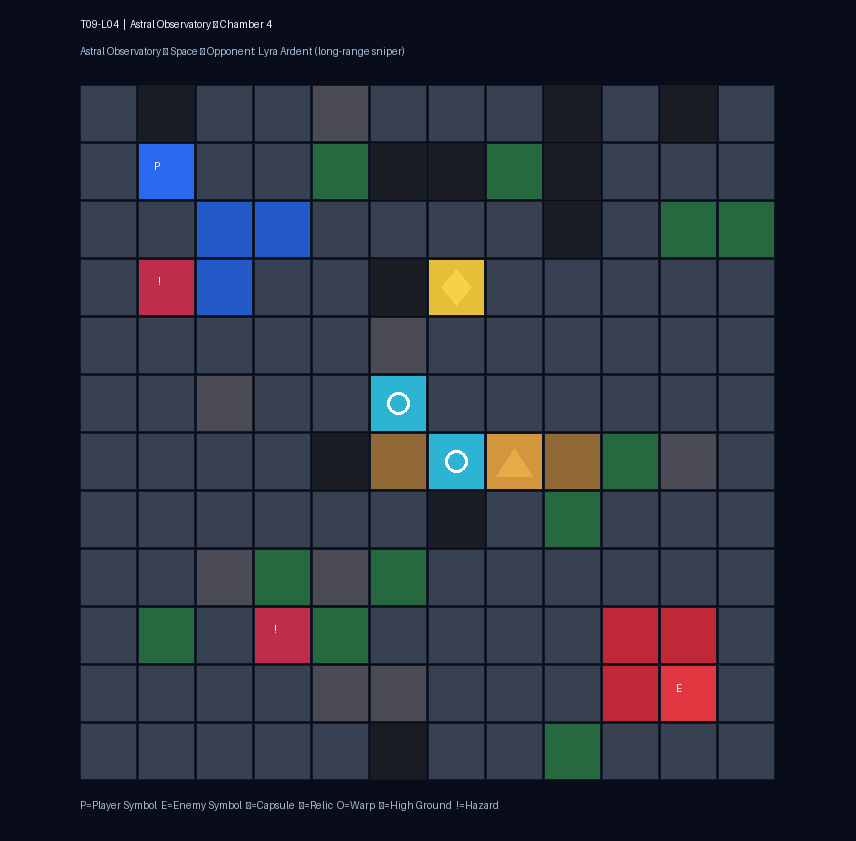 T09-L04 | Astral Observatory □ Chamber 4
Astral Observatory □ Space □ Opponent: Lyra Ardent (long-range sniper)
P
!
!
E
P=Player Symbol E=Enemy Symbol □=Capsule □=Relic O=Warp □=High Ground !=Hazard